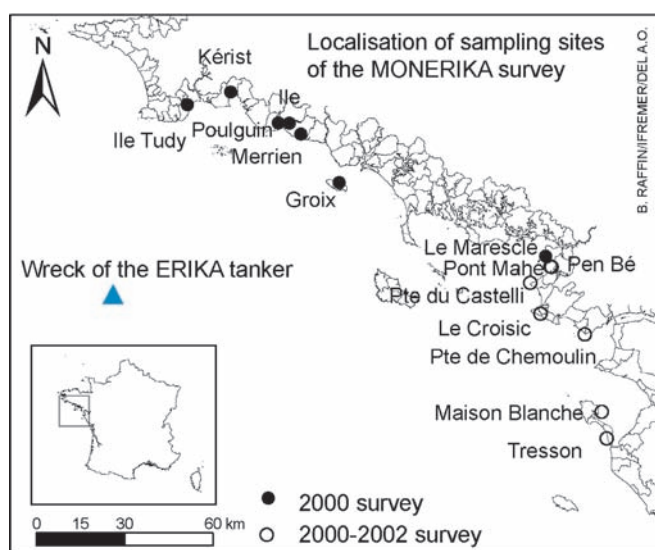 N
Localisation of sampling sites
of the MONERIKA survey
B. RAFFIN/IFREMER/DEL A.O.
Kérist
Ile
Ile Tudy
Poulguin
Merrien
Groix
Le Maresclé
Wreck of the ERIKA tanker
Pont Mahé
Pen Bé
Pte du Castelli
Le Croisic
Pte de Chemoulin
Maison Blanche
Tresson
2000 survey
0 15 30 60 km
2000-2002 survey